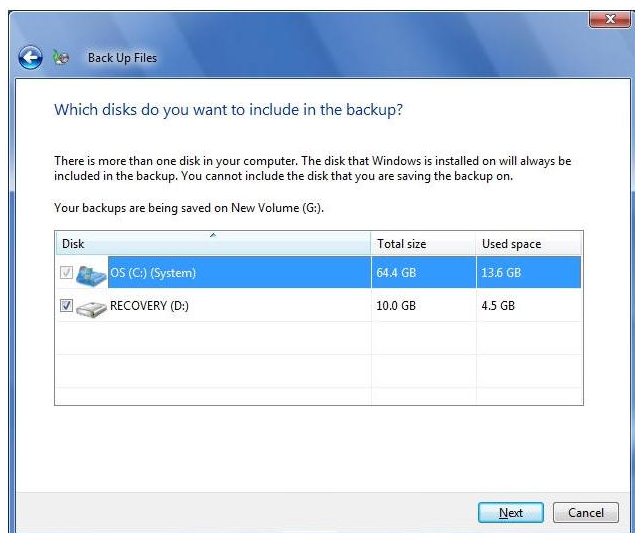 Back Up Files
Which disks do you want to include in the backup?
There is more than one disk in your computer. The disk that Windows is installed on will always be
included in the backup. You cannot include the disk that you are saving the backup on.
Your backups are being saved on New Volume (G:).
Disk Total size Used space
OS (C:) (System) 64.4 GB 13.6 GB
RECOVERY (D:) 10.0 GB 4.5 GB
Next Cancel